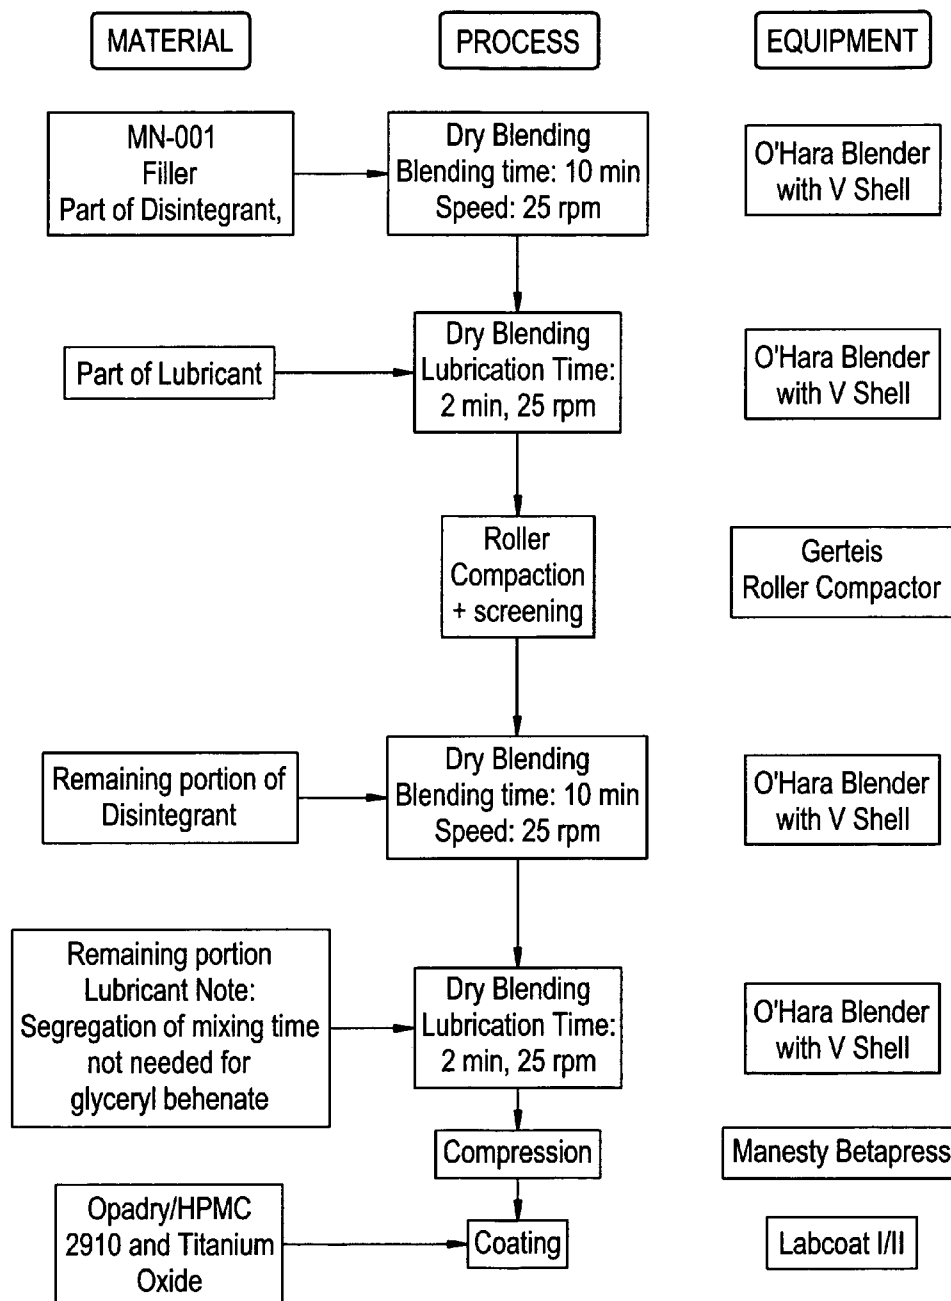 MATERIAL
PROCESS
EQUIPMENT
MN-001
Filler
Part of Disintegrant,
Dry Blending
Blending time: 10 min
Speed: 25 rpm
O'Hara Blender
with V Shell
Part of Lubricant
Dry Blending
Lubrication Time:
2 min, 25 rpm
O'Hara Blender
with V Shell
Roller
Compaction
+ screening
Gerteis
Roller Compactor
Remaining portion of
Disintegrant
Dry Blending
Blending time: 10 min
Speed: 25 rpm
O'Hara Blender
with V Shell
Remaining portion
Lubricant Note:
Segregation of mixing time
not needed for
glyceryl behenate
Dry Blending
Lubrication Time:
2 min, 25 rpm
O'Hara Blender
with V Shell
Compression
Manesty Betapress
Opadry/HPMC
2910 and Titanium
Oxide
Coating
Labcoat I/II